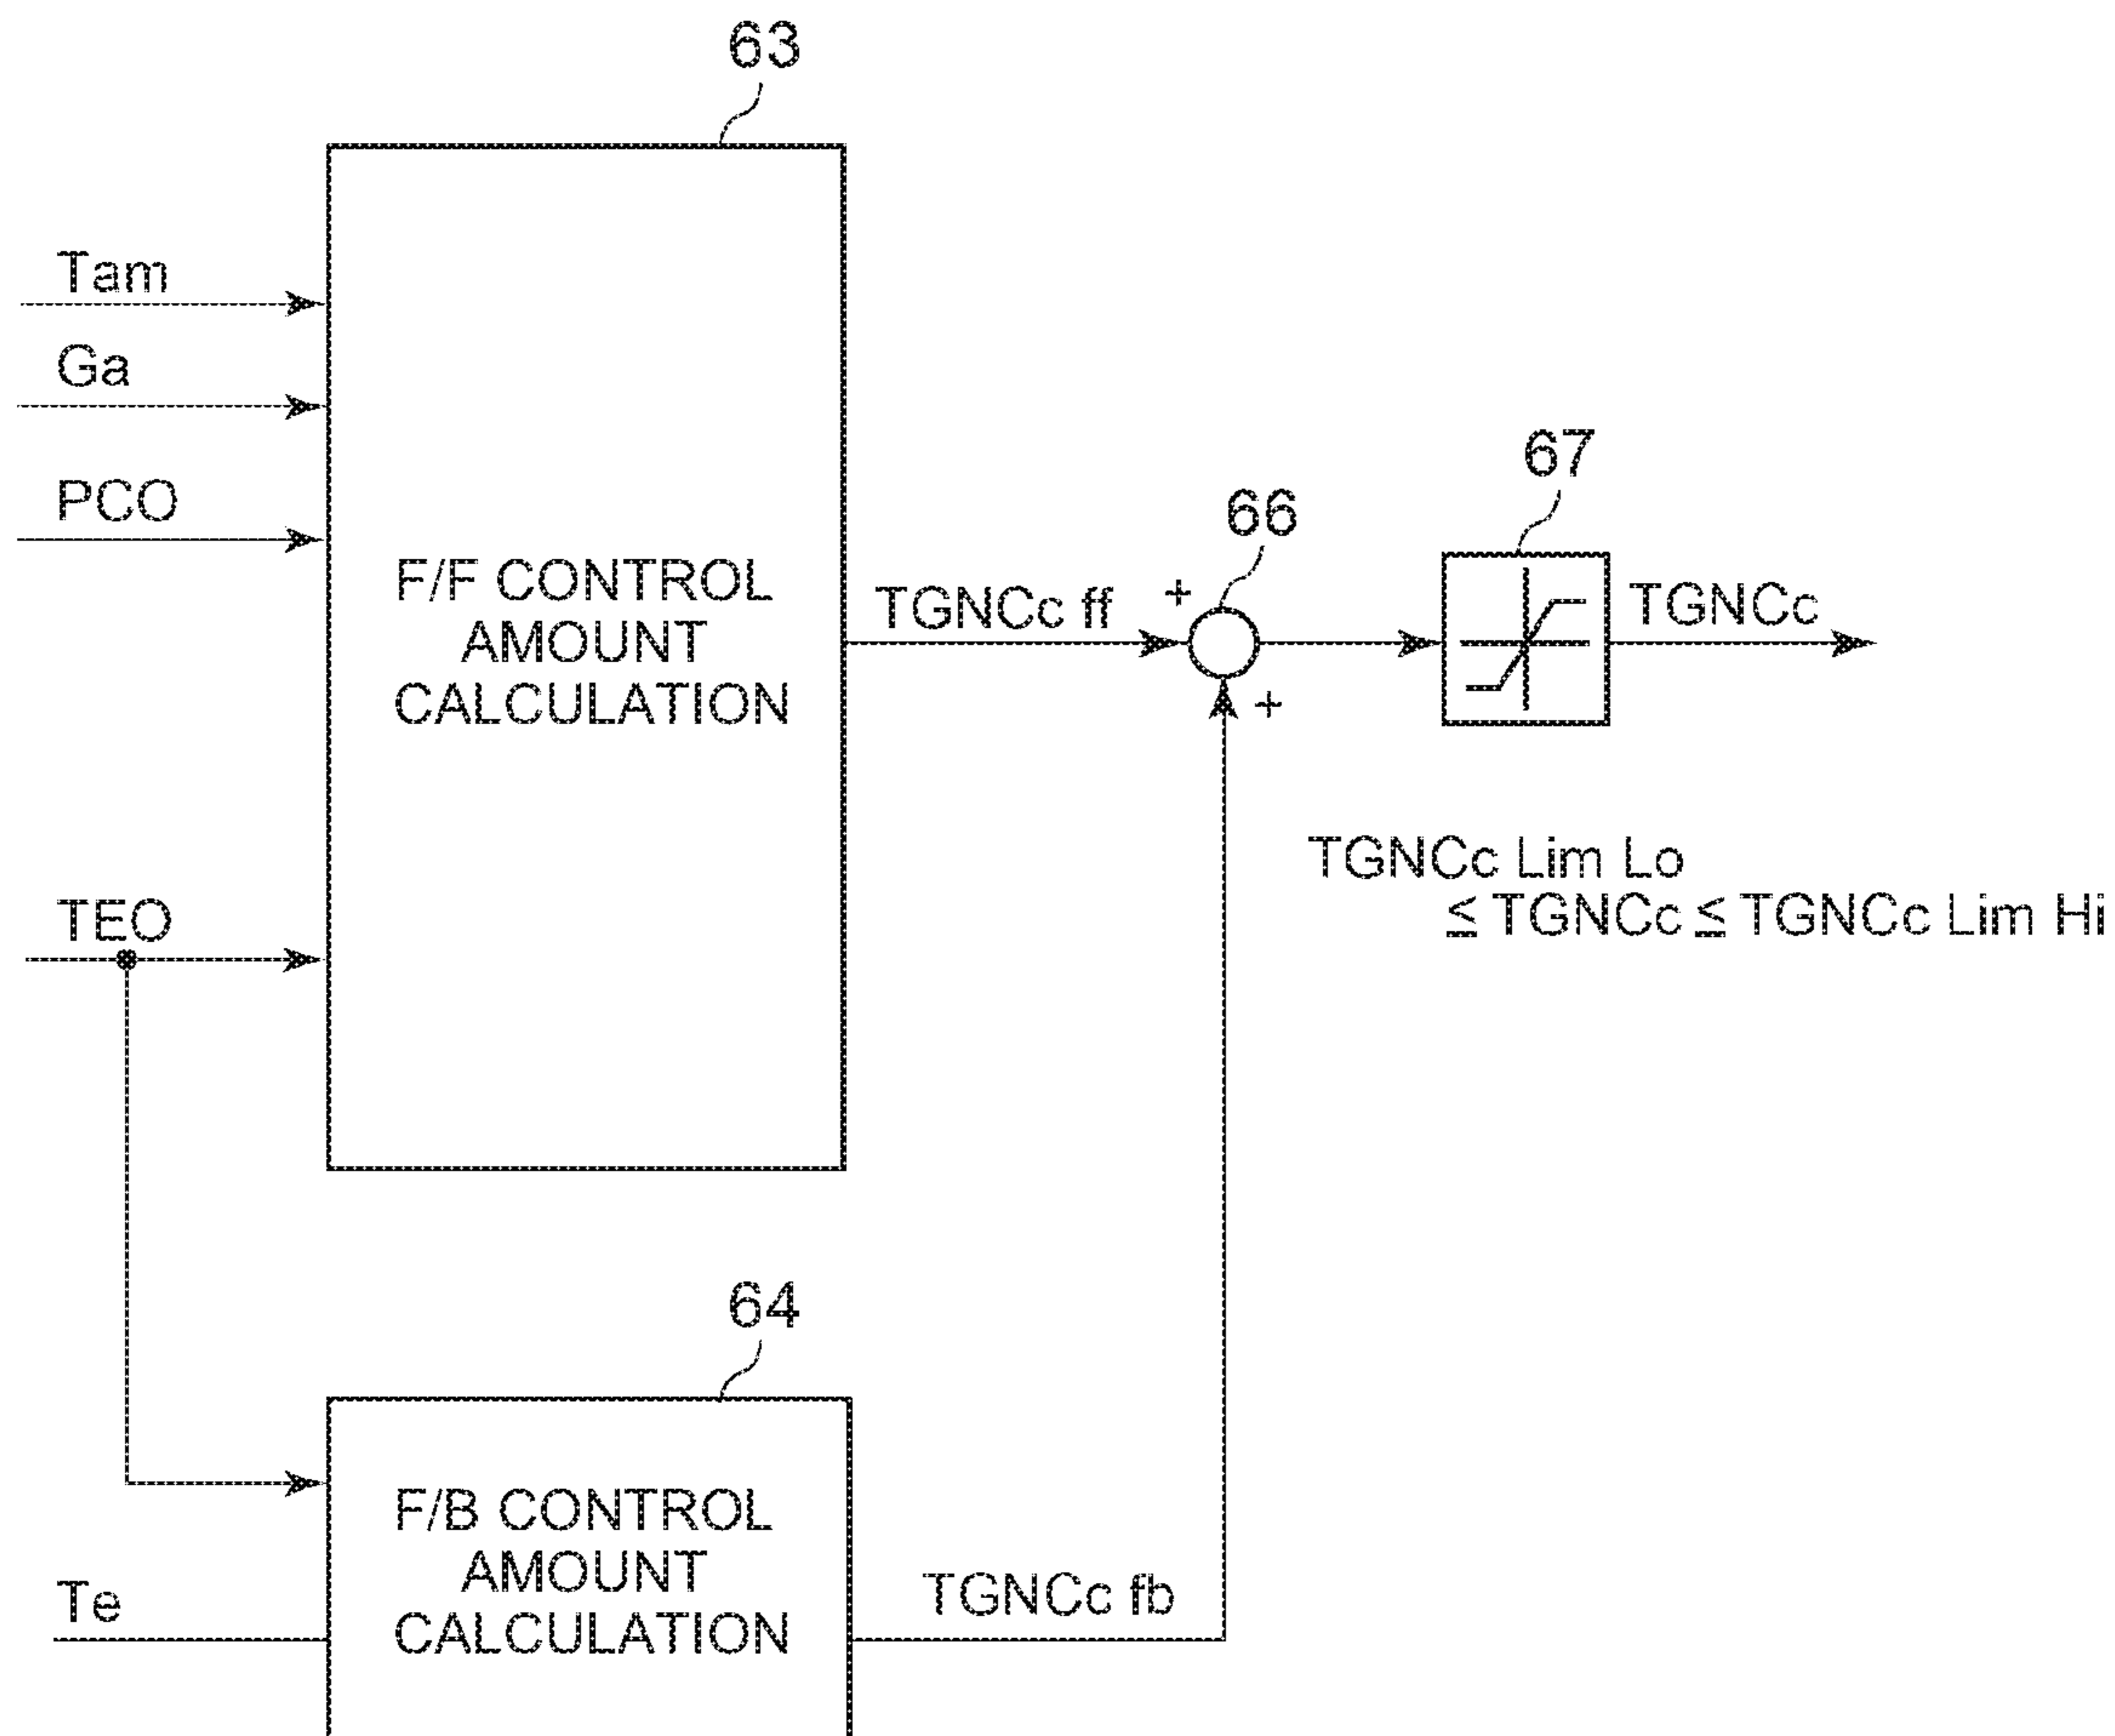 63
Tam
Ga
PCO
F/F CONTROL
AMOUNT
CALCULATION
TGNCc ff
+
66
+
67
TGNCc
TGNCc Lim Lo
≤ TGNCc ≤ TGNCc Lim Hi
TEO
64
F/B CONTROL
AMOUNT
CALCULATION
Te
TGNCc fb